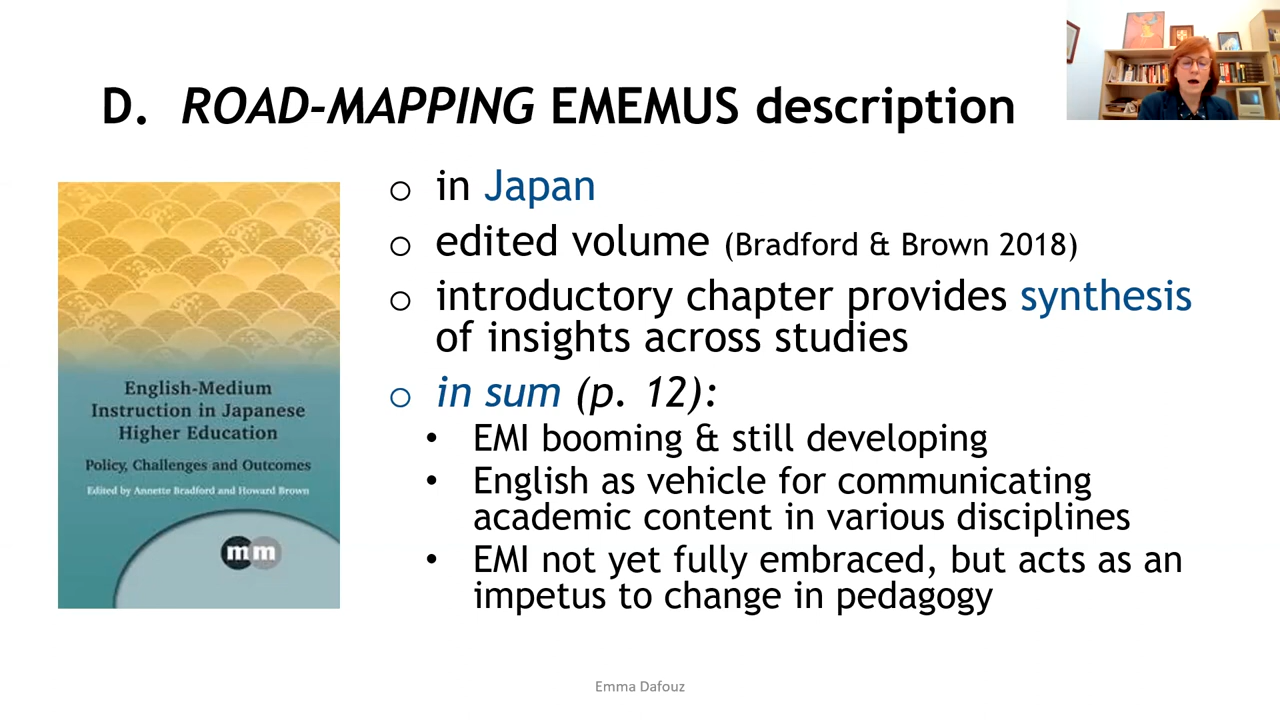 D. ROAD-MAPPING EMEMUS description
English-Medium
Instruction in Japanese
Higher Education
Policy, Challenges and Outcomes
Edited by Annette Bradford and Howard Brown
mm
o in Japan
o edited volume (Bradford & Brown 2018)
o introductory chapter provides synthesis
of insights across studies
o in sum (p. 12):
• EMI booming & still developing
• English as vehicle for communicating
academic content in various disciplines
• EMI not yet fully embraced, but acts as an
impetus to change in pedagogy
Emma Dafouz